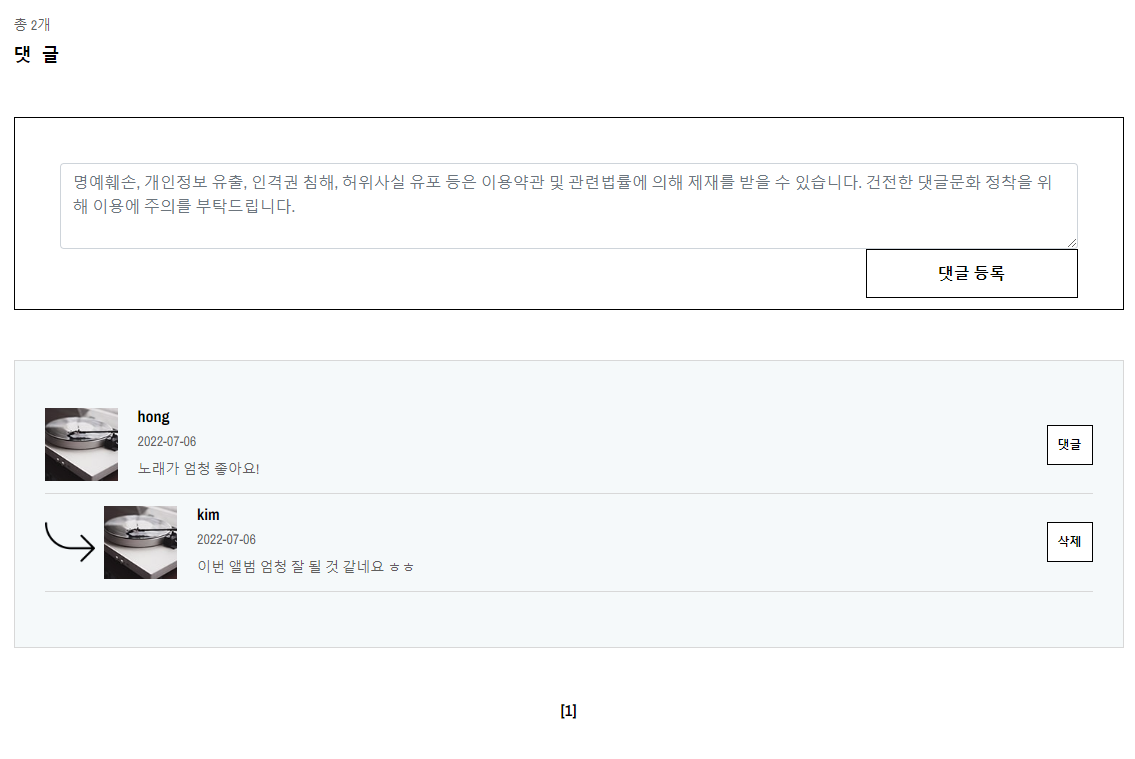 총 2개
댓 글
명예훼손, 개인정보 유출, 인격권 침해, 허위사실 유포 등은 이용약관 및 관련법률에 의해 제재를 받을 수 있습니다. 건전한 댓글문화 정착을 위
해 이용에 주의를 부탁드립니다.
댓글 등록
hong
2022-07-06
노래가 엄청 좋아요!
댓글
kim
2022-07-06
이번 앨범 엄청 잘 될 것 같네요 ㅎㅎ
삭제
[1]